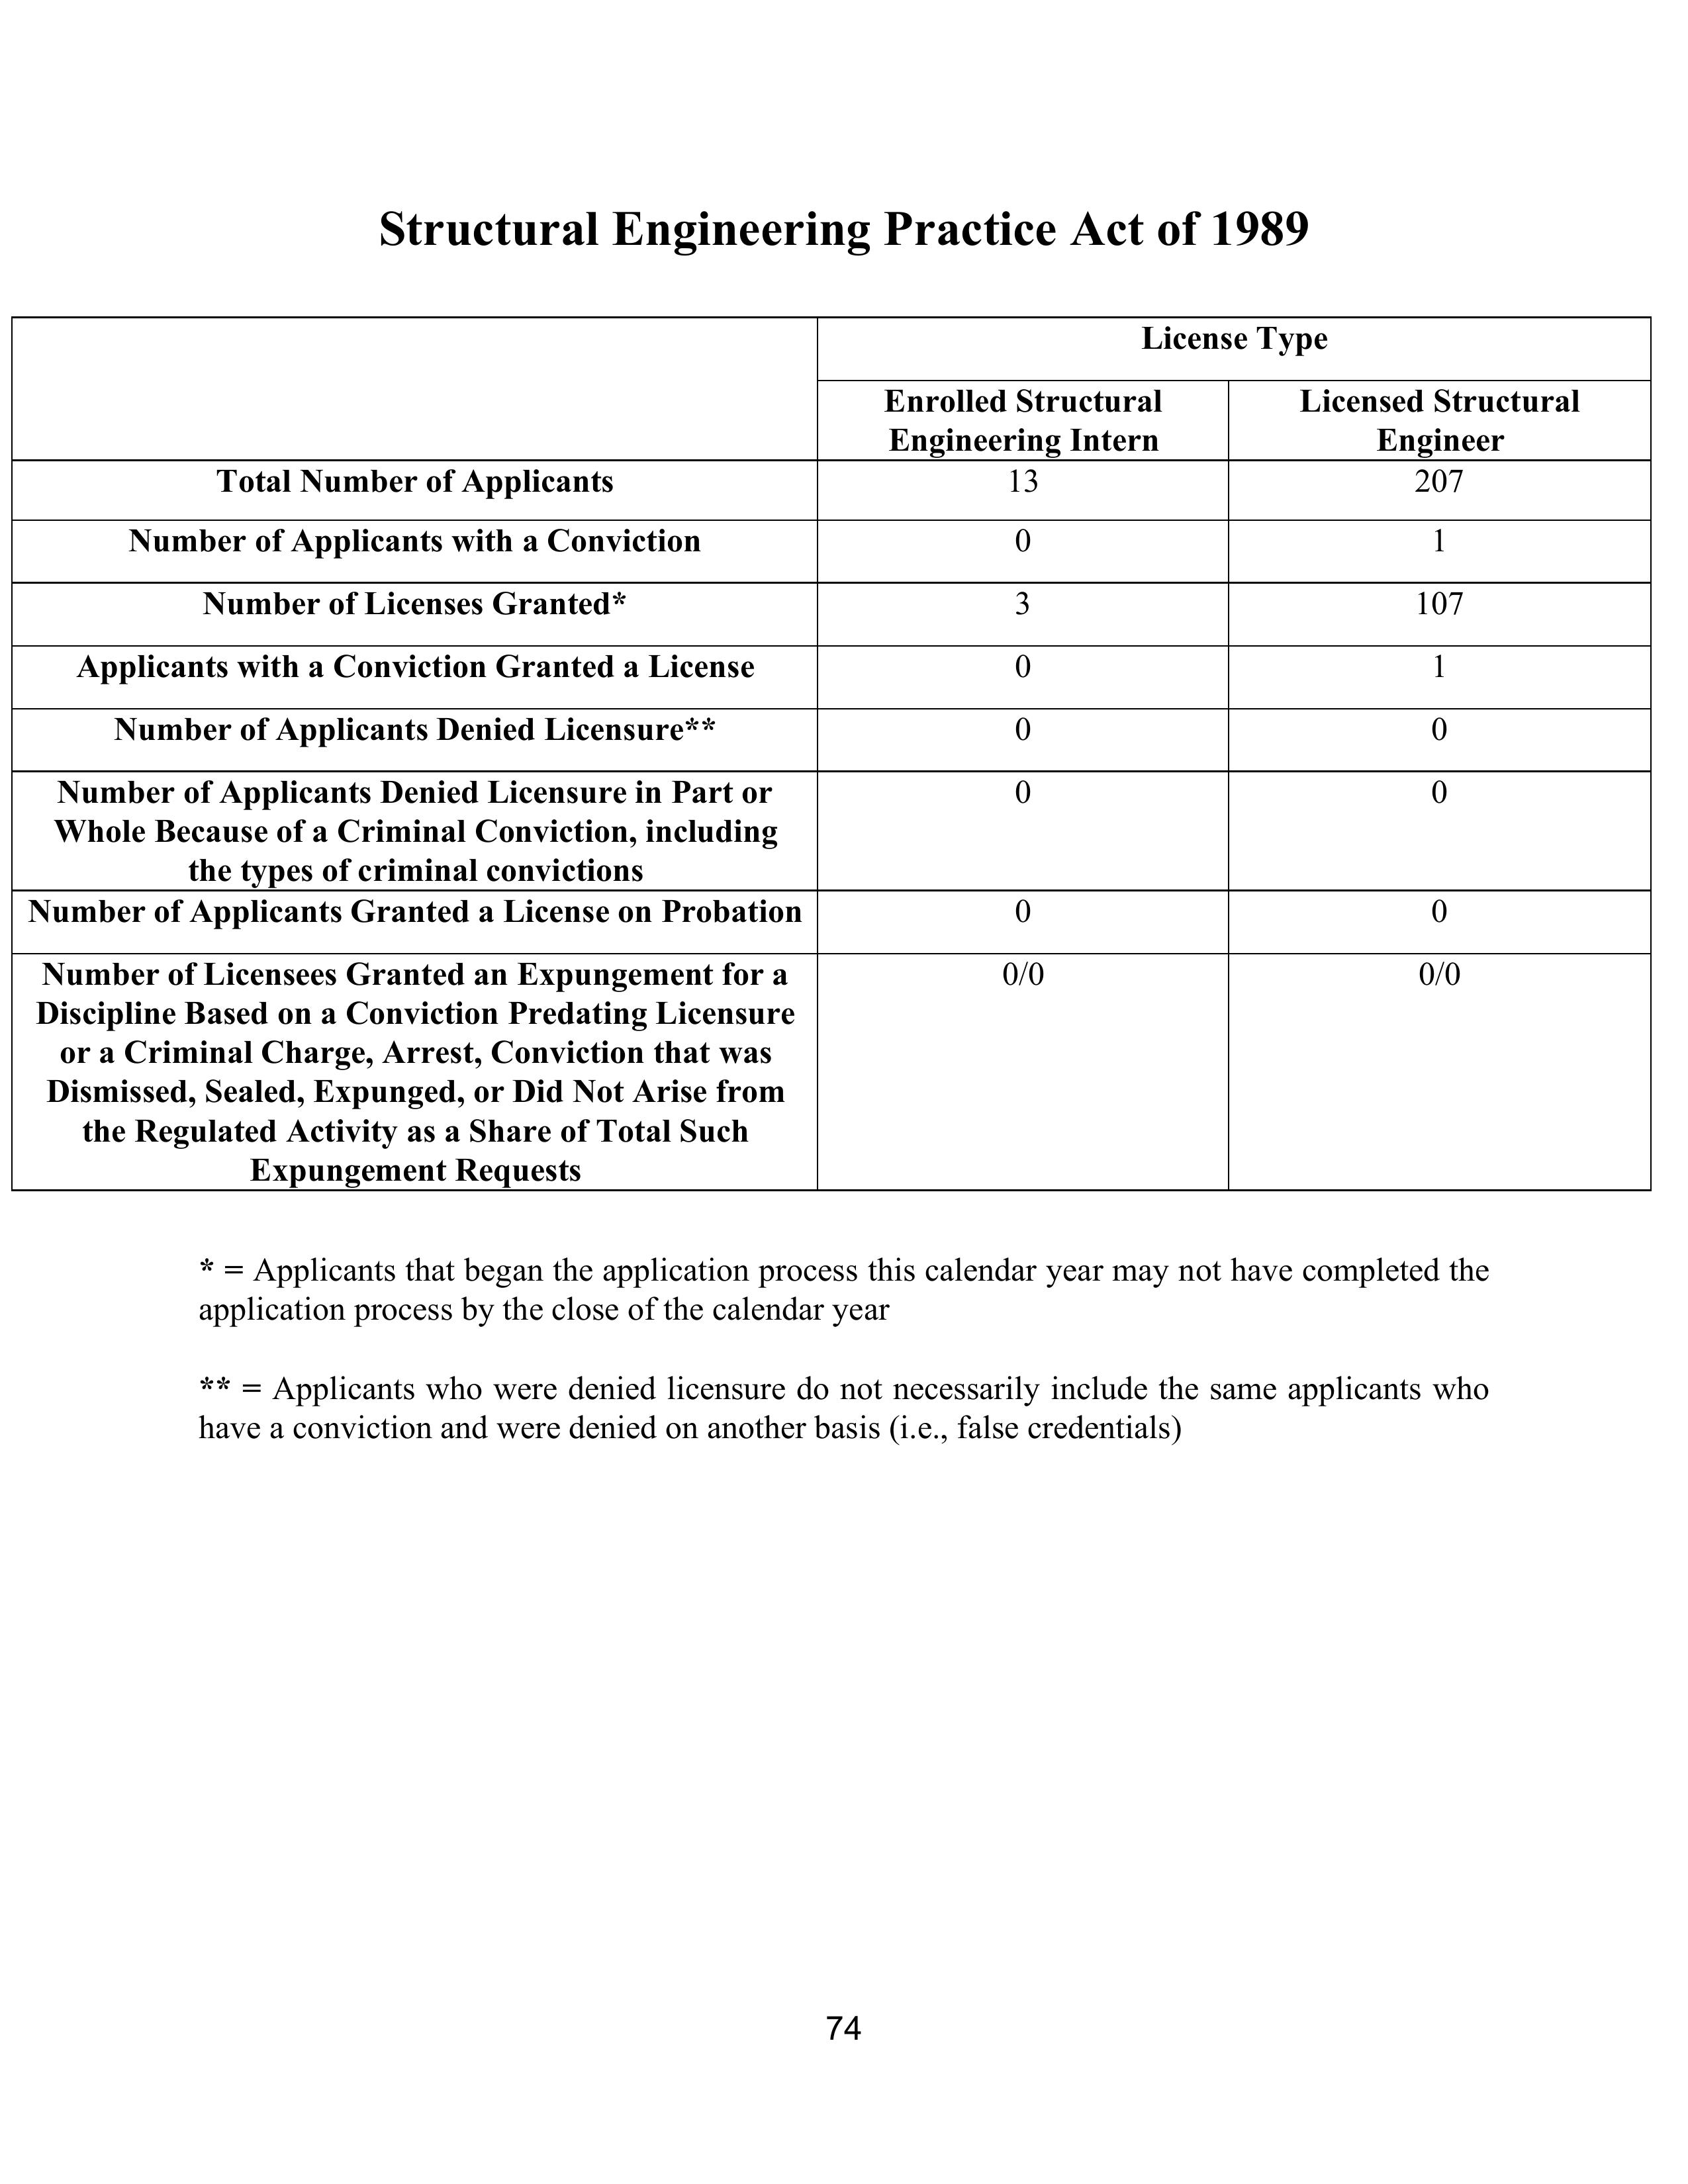 Structural Engineering Practice Act of 1989
License Type
Enrolled Structural
Engineering Intern
Licensed Structural
Engineer
Total Number of Applicants
13
207
Number of Applicants with a Conviction
0
1
Number of Licenses Granted*
3
107
Applicants with a Conviction Granted a License
0
1
Number of Applicants Denied Licensure**
0
0
Number of Applicants Denied Licensure in Part or
Whole Because of a Criminal Conviction, including
the types of criminal convictions
0
0
Number of Applicants Granted a License on Probation
0
0
Number of Licensees Granted an Expungement for a
Discipline Based on a Conviction Predating Licensure
or a Criminal Charge, Arrest, Conviction that was
Dismissed, Sealed, Expunged, or Did Not Arise from
the Regulated Activity as a Share of Total Such
Expungement Requests
0/0
0/0
* = Applicants that began the application process this calendar year may not have completed the
application process by the close of the calendar year
** = Applicants who were denied licensure do not necessarily include the same applicants who
have a conviction and were denied on another basis (i.e., false credentials)
74